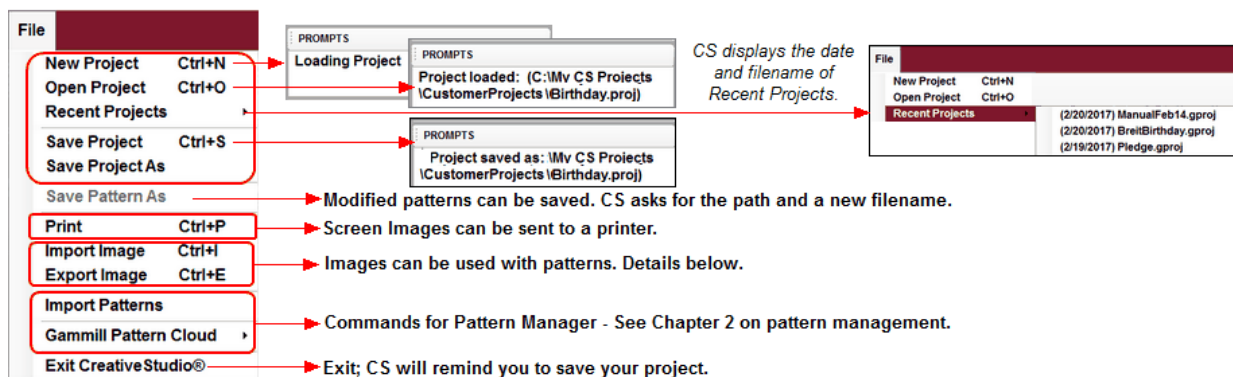 File
New Project Ctrl+N
Open Project Ctrl+O
Recent Projects
Save Project Ctrl+S
Save Project As
Save Pattern As
Print Ctrl+P
Import Image Ctrl+I
Export Image Ctrl+E
Import Patterns
Gammill Pattern Cloud
Exit CreativeStudio®
PROMPTS
Loading Project
PROMPTS
Project loaded: (C:\My CS Projects
\CustomerProjects\Birthday.proj)
PROMPTS
Project saved as: \My CS Projects
\CustomerProjects\Birthday.proj)
CS displays the date
and filename of
Recent Projects.
File
New Project Ctrl+N
Open Project Ctrl+O
Recent Projects
(2/20/2017) ManualFeb14.gproj
(2/20/2017) BreitBirthday.gproj
(2/19/2017) Pledge.gproj
Modified patterns can be saved. CS asks for the path and a new filename.
Screen Images can be sent to a printer.
Images can be used with patterns. Details below.
Commands for Pattern Manager - See Chapter 2 on pattern management.
Exit; CS will remind you to save your project.